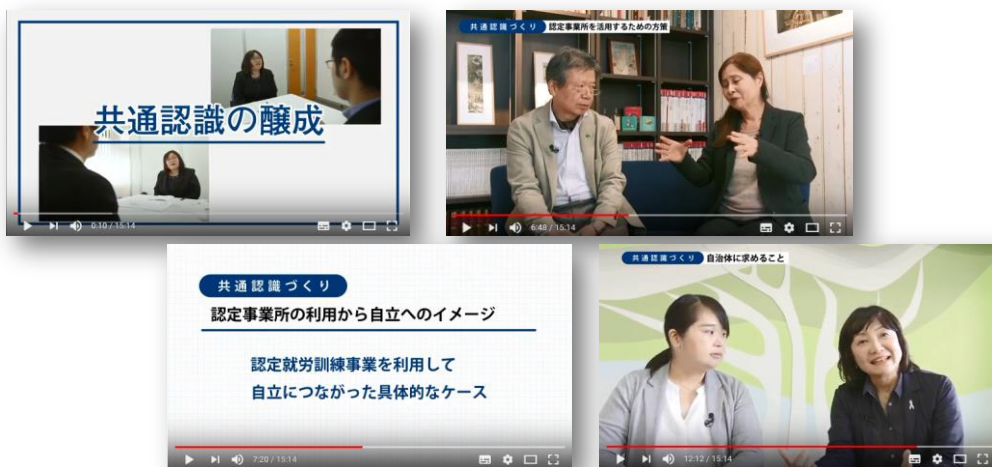 共通認識の醸成
0:10 / 15:14
共通認識づくり 認定事業所を活用するための方策
6:48 / 15:14
共通認識づくり
認定事業所の利用から自立へのイメージ
認定就労訓練事業を利用して
自立につながった具体的なケース
7:20 / 15:14
共通認識づくり 自治体に求めること
12:12 / 15:14